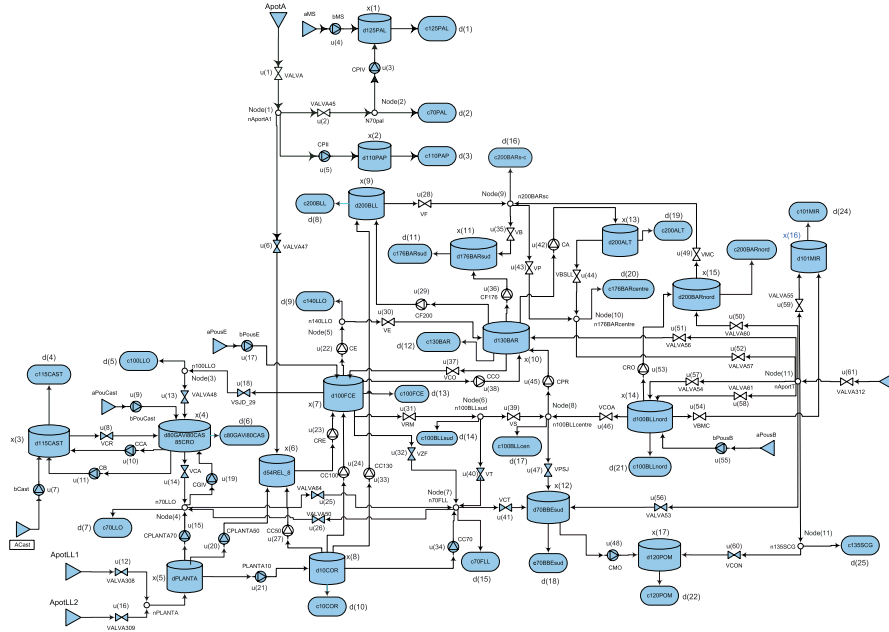 ApotA
aMS
bMS
u(4)
x(1)
d125PAL
c125PAL
d(1)
u(1)
VALVA
CPIV
u(3)
Node(1)
nAportA1
VALVA45
u(2)
Node(2)
N70pal
c70PAL
d(2)
CPII
u(5)
x(2)
d110PAP
c110PAP
d(3)
d(16)
c200BARs-c
x(9)
c200BLL
d(8)
d200BLL
u(28)
VF
Node(9)
n200BARsc
u(6)
VALVA47
x(11)
d(11)
c176BARsud
d176BARsud
u(35)
VB
u(42)
CA
x(13)
d200ALT
d(19)
c200ALT
c101MIR
d(24)
x(16)
d101MIR
u(43)
VP
VBSLL
u(44)
u(49)
VMC
c200BARnord
x(15)
d200BARnord
d(20)
c176BARcentre
Node(10)
n176BARcentre
d(9)
c140LLO
n140LLO
Node(5)
u(29)
CF200
u(36)
CF176
u(30)
VE
VALVA55
u(59)
u(50)
VALVA60
u(51)
VALVA56
u(52)
VALVA57
aPousE
bPousE
u(17)
u(22)
CE
d(12)
c130BAR
d130BAR
x(10)
u(37)
VCO
CCO
u(38)
u(45)
CPR
CRO
u(53)
u(57)
VALVA54
VALVA61
u(58)
Node(11)
nAportT
u(61)
VALVA312
d(4)
c115CAST
d(5)
c100LLO
n100LLO
Node(3)
u(18)
VSJD_29
x(7)
d100FCE
c100FCE
d(13)
Node(6)
n100BLLsud
aPouCast
u(9)
bPouCast
u(13)
VALVA48
x(4)
d80GAVi80CAS
85CRO
d(6)
c80GAVi80CAS
x(3)
d115CAST
u(8)
VCR
CCA
u(10)
CB
u(11)
u(31)
VRM
u(39)
VS
Node(8)
n100BLLcentre
VCOA
u(46)
x(14)
d100BLLnord
u(54)
VBMC
c100BLLsud
d(14)
c100BLLcen
d(17)
bPousB
u(55)
aPousB
d(21)
c100BLLnord
u(23)
CRE
x(6)
d54REL_8
u(32)
VZF
u(24)
CC100
CC130
u(33)
u(40)
VT
u(47)
VPSJ
VCA
u(14)
u(19)
CGIV
bCast
u(7)
ACast
n70LLO
Node(4)
d(7)
c70LLO
VALVA64
u(25)
VALVA50
u(26)
Node(7)
n70FLL
VCT
u(41)
x(12)
d70BBEsud
u(56)
VALVA53
u(15)
CPLANTA70
CPLANTA50
u(20)
CC50
u(27)
u(34)
CC70
x(17)
d120POM
u(48)
CMO
u(60)
VCON
n135SCG
Node(11)
c135SCG
d(25)
ApotLL1
u(12)
VALVA308
x(5)
dPLANTA
PLANTA10
u(21)
x(8)
d10COR
c70FLL
d(15)
e70BBEsud
d(18)
ApotLL2
u(16)
VALVA309
nPLANTA
c10COR
d(10)
c120POM
d(22)